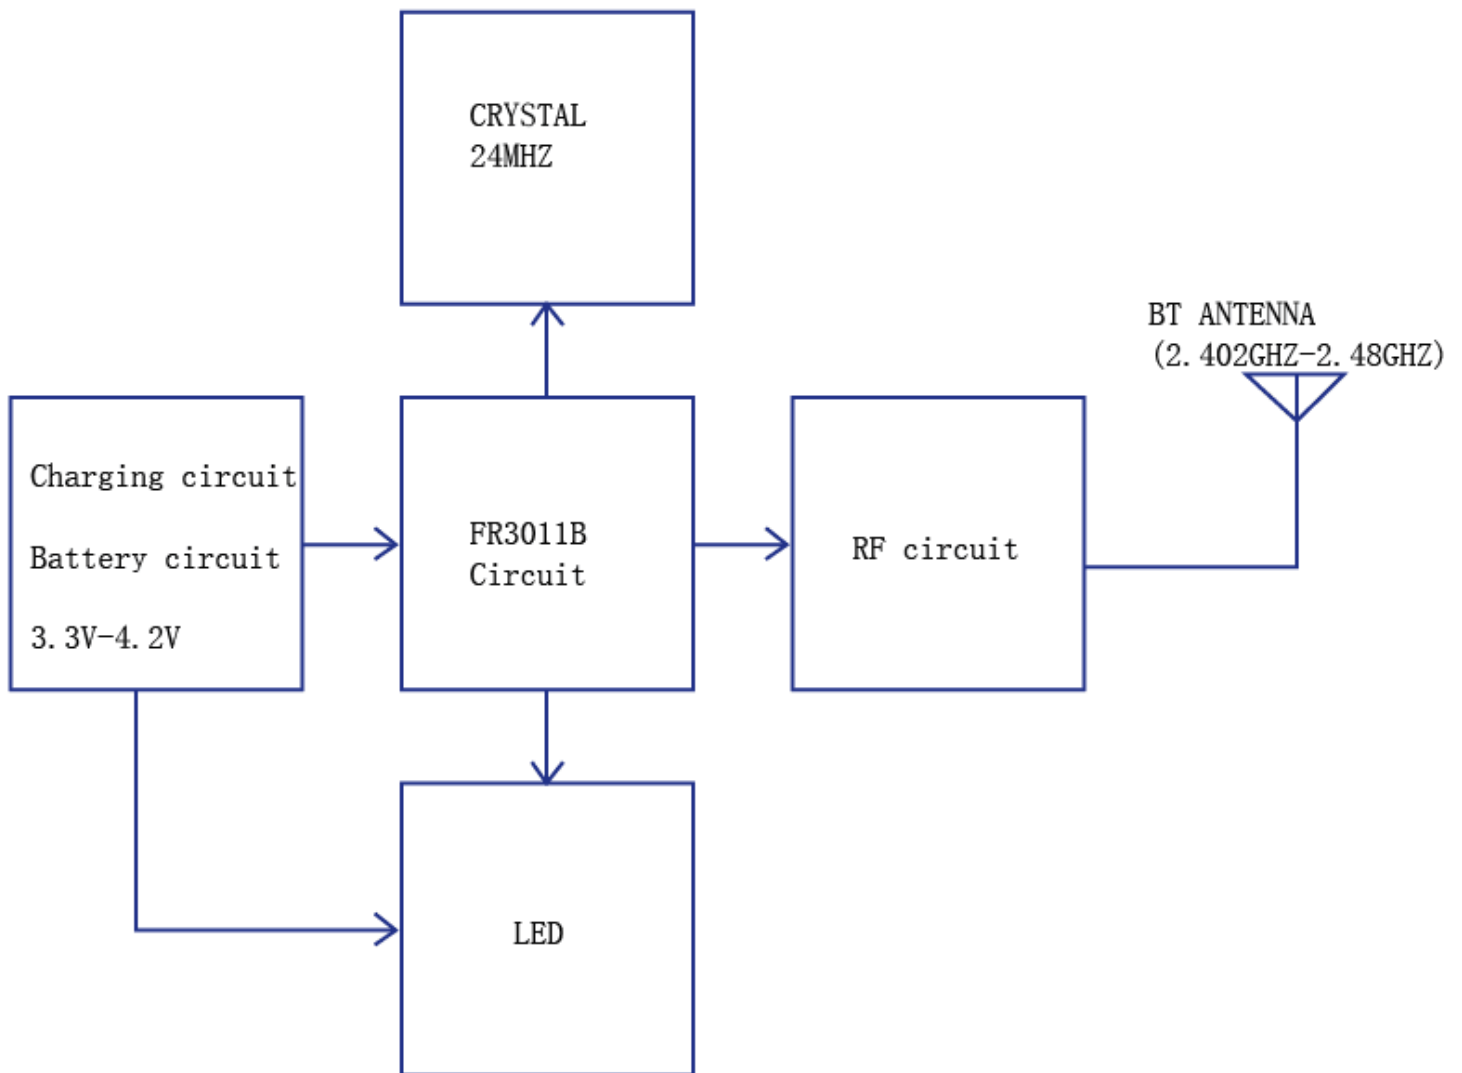 CRYSTAL
24MHZ
BT ANTENNA
(2.402GHZ-2.48GHZ)
Charging circuit
Battery circuit
3.3V-4.2V
FR3011B
Circuit
RF circuit
LED